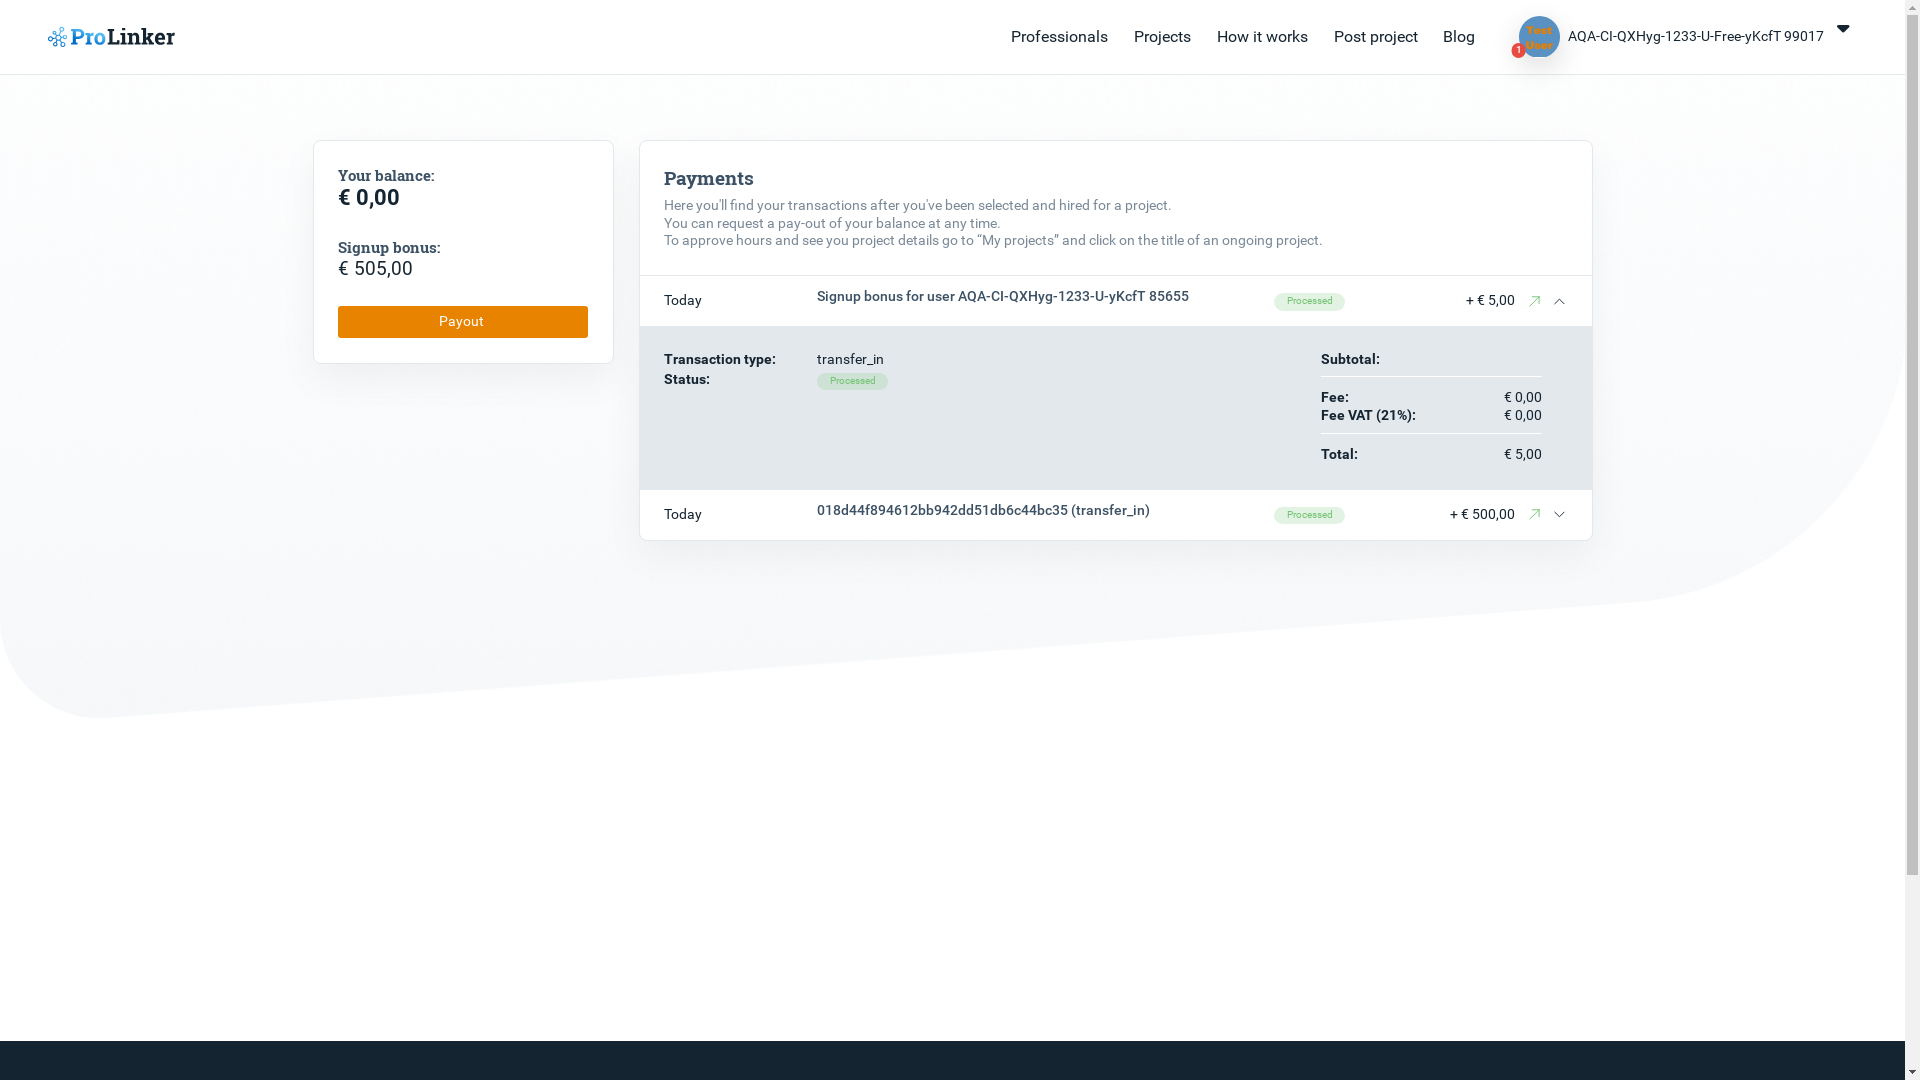 ProLinker
Professionals
Projects
How it works
Post project
Blog
Test
User
1
AQA-CI-QXHyg-1233-U-Free-yKcfT 99017
Your balance:
€ 0,00
Signup bonus:
€ 505,00
Payout
Payments
Here you'll find your transactions after you've been selected and hired for a project.
You can request a pay-out of your balance at any time.
To approve hours and see you project details go to “My projects” and click on the title of an ongoing project.
Today
Signup bonus for user AQA-CI-QXHyg-1233-U-yKcfT 85655
Processed
+ € 5,00
Transaction type:
transfer_in
Status:
Processed
Subtotal:
Fee:
€ 0,00
Fee VAT (21%):
€ 0,00
Total:
€ 5,00
Today
018d44f894612bb942dd51db6c44bc35 (transfer_in)
Processed
+ € 500,00